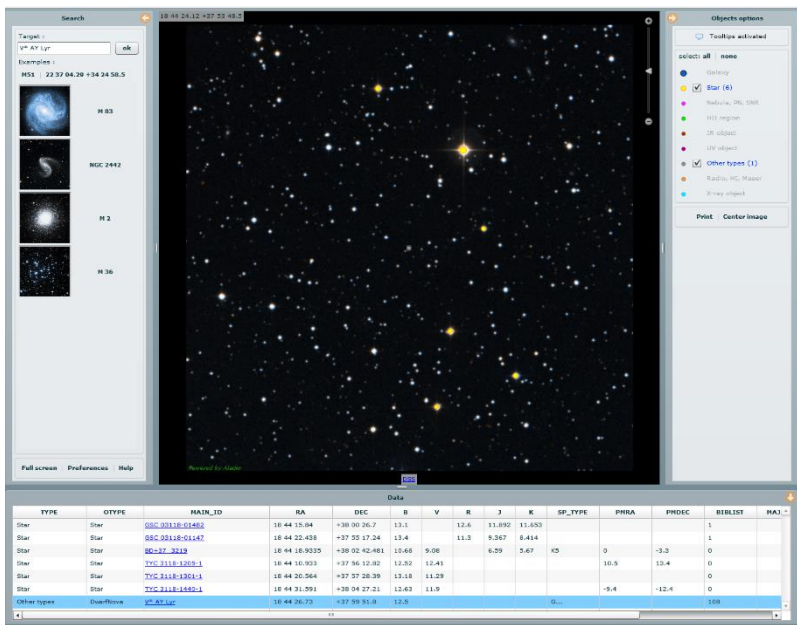 Search
Target :
V* AY Lyr
ok
Examples :
M51 | 22 37 04.29 +34 24 58.5
M 83
NGC 2442
M 2
M 36
Full screen Preferences Help
18 44 24.12 +37 53 49.5
Powered by Aladin
DSS
Objects options
Tooltips activated
select: all | none
Galaxy
Star (6)
Nebula, PN, SNR
HII region
IR object
UV object
Other types (1)
Radio, HI, Maser
X-ray object
Print Center image
Data
TYPE OTYPE MAIN_ID RA DEC B V R J K SP_TYPE PMRA PMDEC BIBLIST MAJ
Star Star GSC 03118-01482 18 44 15.84 +38 00 26.7 13.1 12.6 11.892 11.653 1
Star Star GSC 03118-01147 18 44 22.438 +37 55 17.24 13.4 11.3 9.367 8.414 1
Star Star BD+37 3219 18 44 18.9335 +38 02 42.481 10.68 9.08 6.59 5.67 K5 0 -3.3 0
Star Star TYC 3118-1205-1 18 44 10.933 +37 56 12.82 12.92 12.41 10.5 13.4 0
Star Star TYC 3118-1301-1 18 44 20.564 +37 57 28.39 13.18 11.29 0
Star Star TYC 3118-1440-1 18 44 31.591 +38 04 27.21 12.63 11.9 -9.4 -12.4 0
Other types DwarfNova V* AY Lyr 18 44 26.73 +37 59 51.8 12.5 G... 108